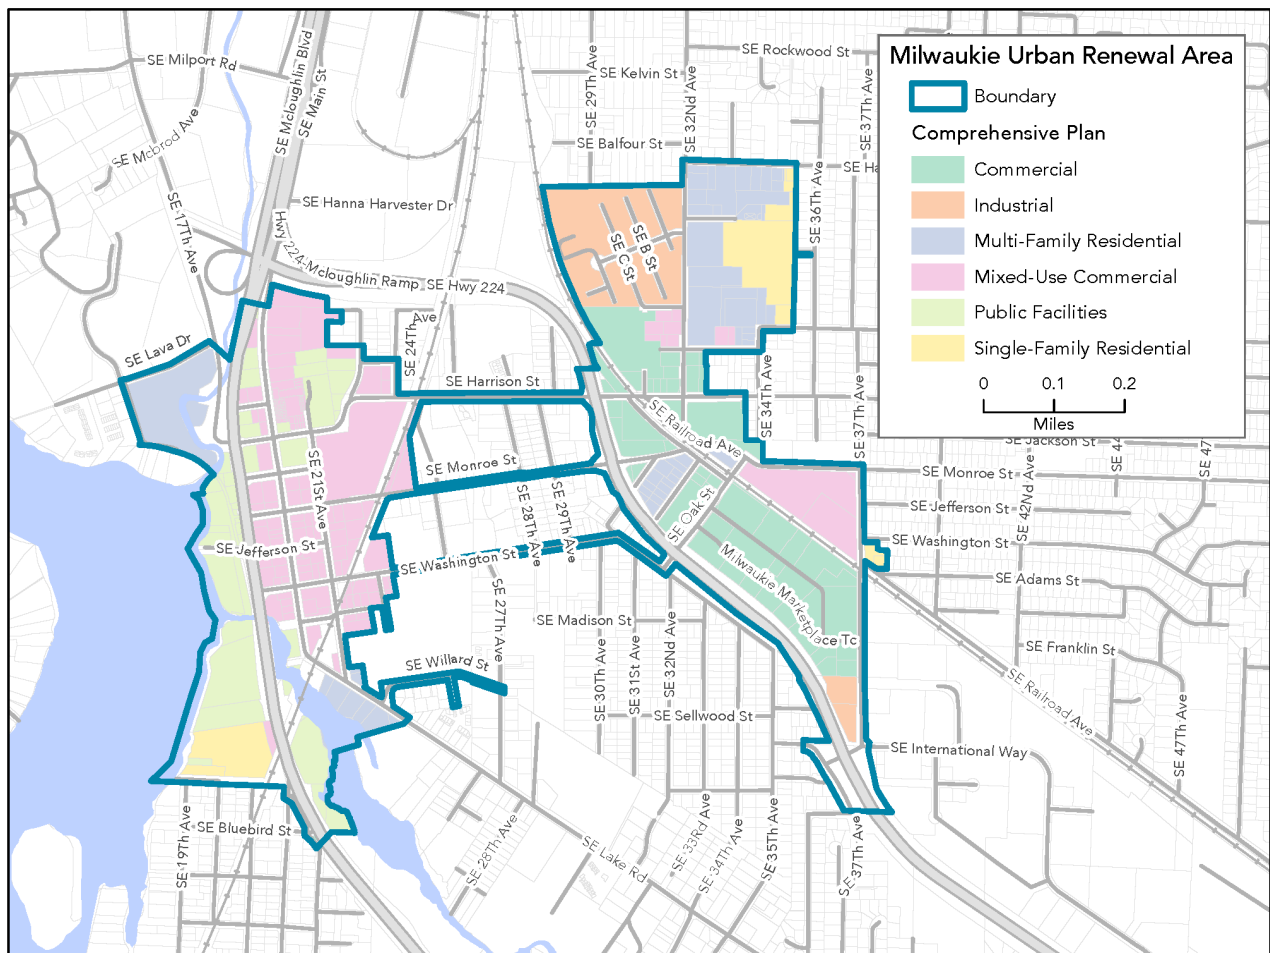 Milwaukie Urban Renewal Area
Boundary
Comprehensive Plan
Commercial
Industrial
Multi-Family Residential
Mixed-Use Commercial
Public Facilities
Single-Family Residential
0 0.1 0.2
Miles
SE Milport Rd
SE Mcbrod Ave
SE 17Th Ave
SE Mcloughlin Blvd
SE Main St
SE Hanna Harvester Dr
Hwy 224-Mcloughlin Ramp
SE Hwy 224
SE Rockwood St
SE Kelvin St
SE 29Th Ave
SE 32Nd Ave
SE Balfour St
SE 37Th Ave
SE Ha
SE 36Th Ave
SE B St
SE C St
SE Lava Dr
SE 24Th Ave
SE Harrison St
SE 34Th Ave
SE 37Th Ave
SE Railroad Ave
SE Jackson St
SE 44
SE 47
SE Monroe St
SE Monroe St
SE 42Nd Ave
SE 21St Ave
SE 28Th Ave
SE 29Th Ave
SE Oak St
SE Jefferson St
SE Jefferson St
SE Washington St
SE Washington St
Milwaukie Marketplace Tc
SE Adams St
SE 27Th Ave
SE Madison St
SE 30Th Ave
SE 31St Ave
SE 32Nd Ave
SE Franklin St
SE Willard St
SE Railroad Ave
SE Sellwood St
SE International Way
SE 47Th Ave
SE 19Th Ave
SE Bluebird St
SE 28Th Ave
SE Lake Rd
SE 33Rd Ave
SE 34Th Ave
SE 35Th Ave
SE 37Th Ave